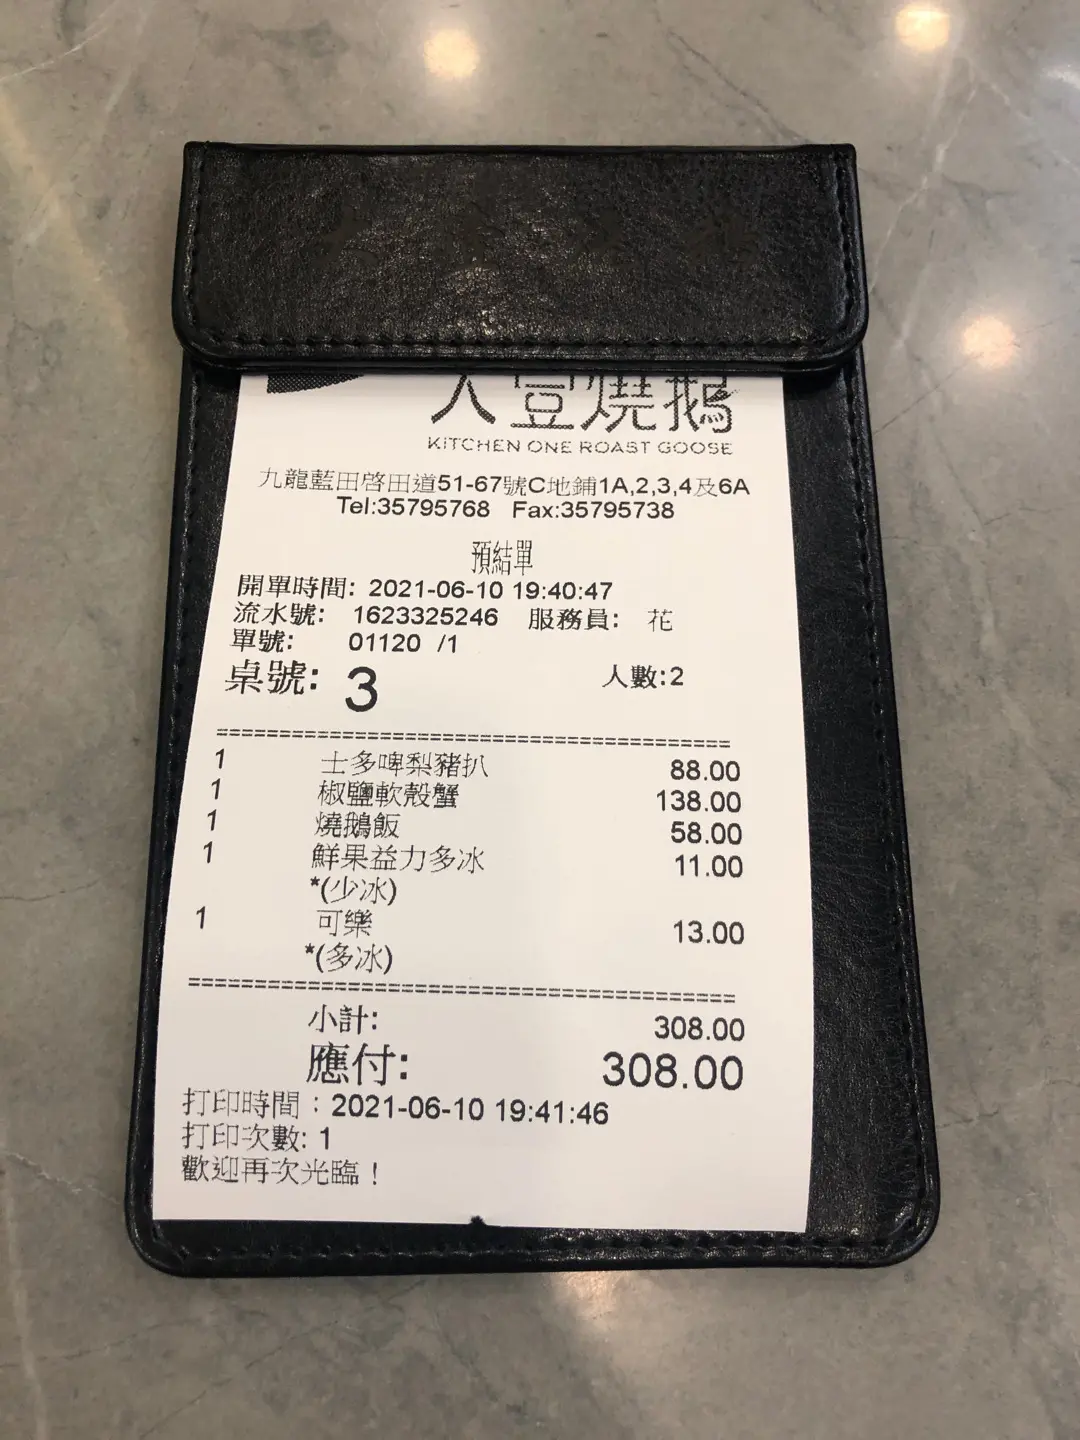 豐燒鵝
KITCHEN ONE ROAST GOOSE
九龍藍田啓田道51-67號C地鋪1A,2,3,4及6A
Tel:35795768 Fax:35795738
預結單
開單時間: 2021-06-10 19:40:47
流水號: 1623325246 服務員: 花
單號: 01120 /1
桌號: 3 人數:2
1 士多啤梨豬扒 88.00
1 椒鹽軟殼蟹 138.00
1 燒鵝飯 58.00
1 鮮果益力多冰 11.00
*(少冰)
1 可樂 13.00
*(多冰)
小計: 308.00
應付: 308.00
打印時間：2021-06-10 19:41:46
打印次數: 1
歡迎再次光臨！